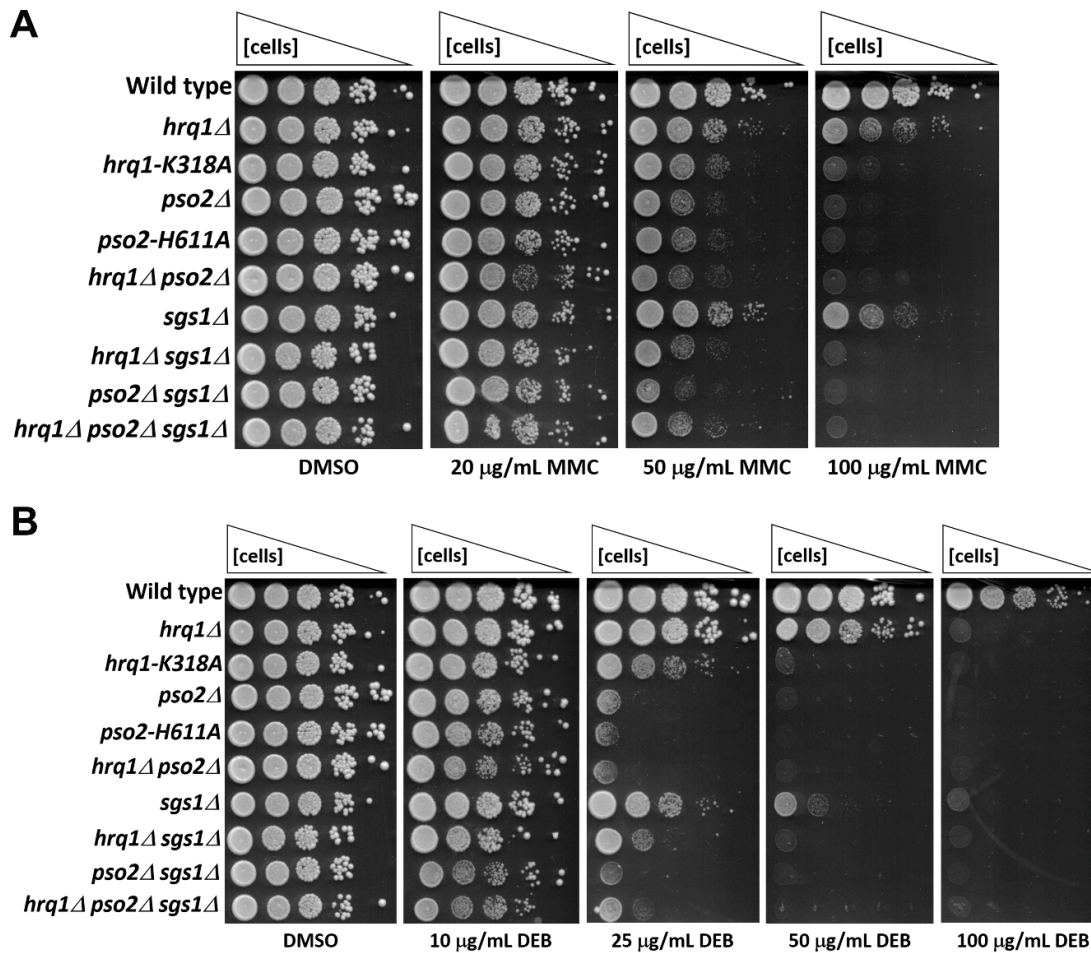 A
[cells] [cells] [cells] [cells]
Wild type
hrq1Δ
hrq1-K318A
pso2Δ
pso2-H611A
hrq1Δ pso2Δ
sgs1Δ
hrq1Δ sgs1Δ
pso2Δ sgs1Δ
hrq1Δ pso2Δ sgs1Δ
DMSO 20 μg/mL MMC 50 μg/mL MMC 100 μg/mL MMC
B
[cells] [cells] [cells] [cells] [cells]
Wild type
hrq1Δ
hrq1-K318A
pso2Δ
pso2-H611A
hrq1Δ pso2Δ
sgs1Δ
hrq1Δ sgs1Δ
pso2Δ sgs1Δ
hrq1Δ pso2Δ sgs1Δ
DMSO 10 μg/mL DEB 25 μg/mL DEB 50 μg/mL DEB 100 μg/mL DEB